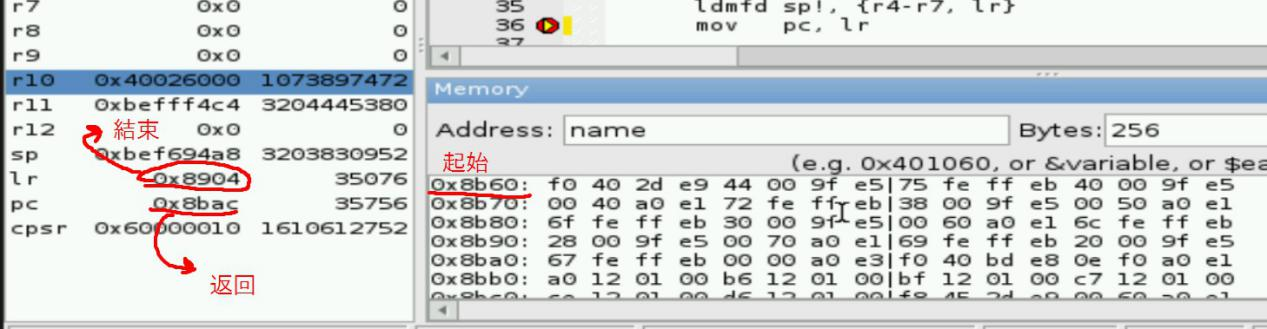 r7 0x0 0
r8 0x0 0
r9 0x0 0
r10 0x40026000 1073897472
r11 0xbefff4c4 3204445380
r12 0x0 0
結束
sp 0xbef694a8 3203830952
lr 0x8904 35076
pc 0x8bac 35756
cpsr 0x60000010 1610612752
返回
35 ldmfd sp!, {r4-r7, lr}
36 mov pc, lr
37
Memory
Address: name Bytes: 256
起始
(e.g. 0x401060, or &variable, or $ea
0x8b60: f0 40 2d e9 44 00 9f e5|75 fe ff eb 40 00 9f e5
0x8b70: 00 40 a0 e1 72 fe ff eb|38 00 9f e5 00 50 a0 e1
0x8b80: 6f fe ff eb 30 00 9f e5|00 60 a0 e1 6c fe ff eb
0x8b90: 28 00 9f e5 00 70 a0 e1|69 fe ff eb 20 00 9f e5
0x8ba0: 67 fe ff eb 00 00 a0 e3|f0 40 bd e8 0e f0 a0 e1
0x8bb0: a0 12 01 00 b6 12 01 00|bf 12 01 00 c7 12 01 00